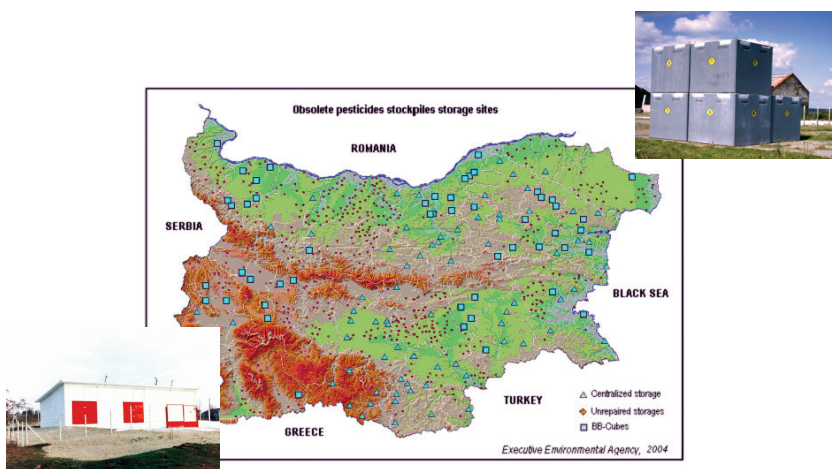 Obsolete pesticides stockpiles storage sites
ROMANIA
SERBIA
BLACK SEA
TURKEY
GREECE
Centralized storage
Unrepaired storages
BB-Cubes
Executive Environmental Agency, 2004